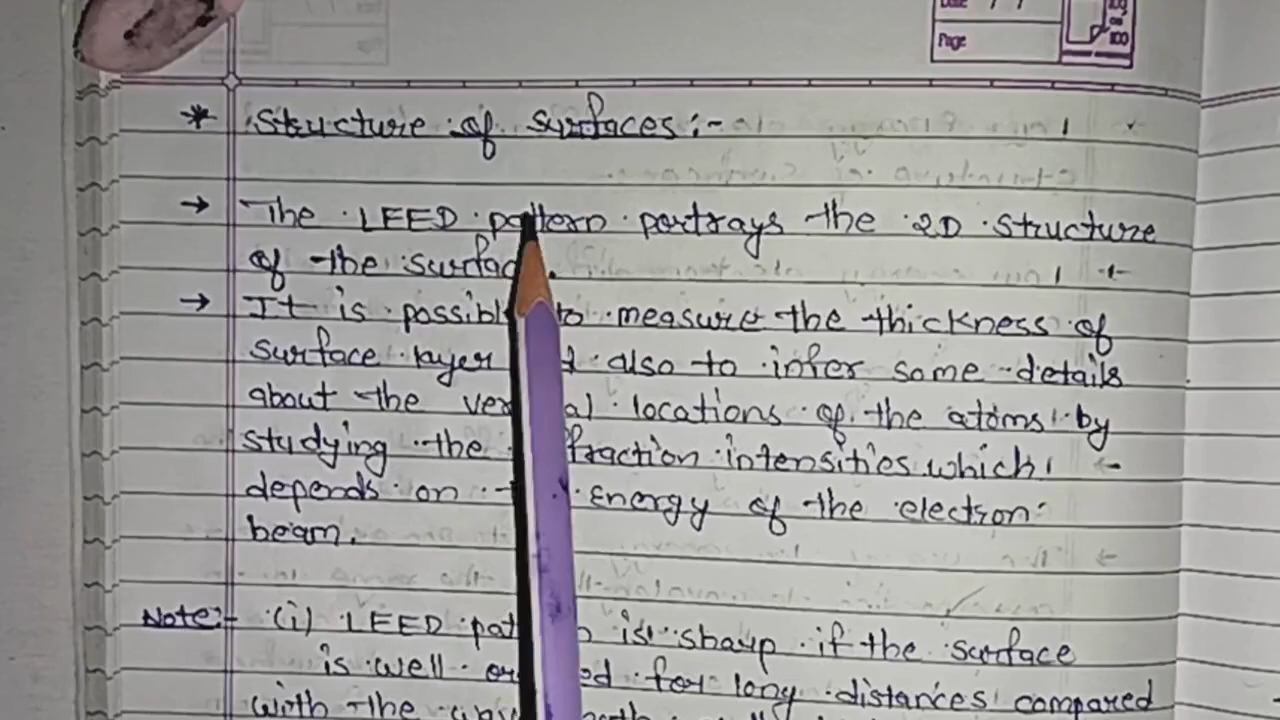 Date / /
Page
100
100
* Structure of surfaces :-
→ The LEED pattern portrays the 2D structure
of the surface.
→ It is possible to measure the thickness of
surface layer also to infer some details
about the locations of the atoms by
studying the intensities which
depends on energy of the electron
beam.
Note:- (i) LEED is sharp if the surface
is well for long distances compared
with the